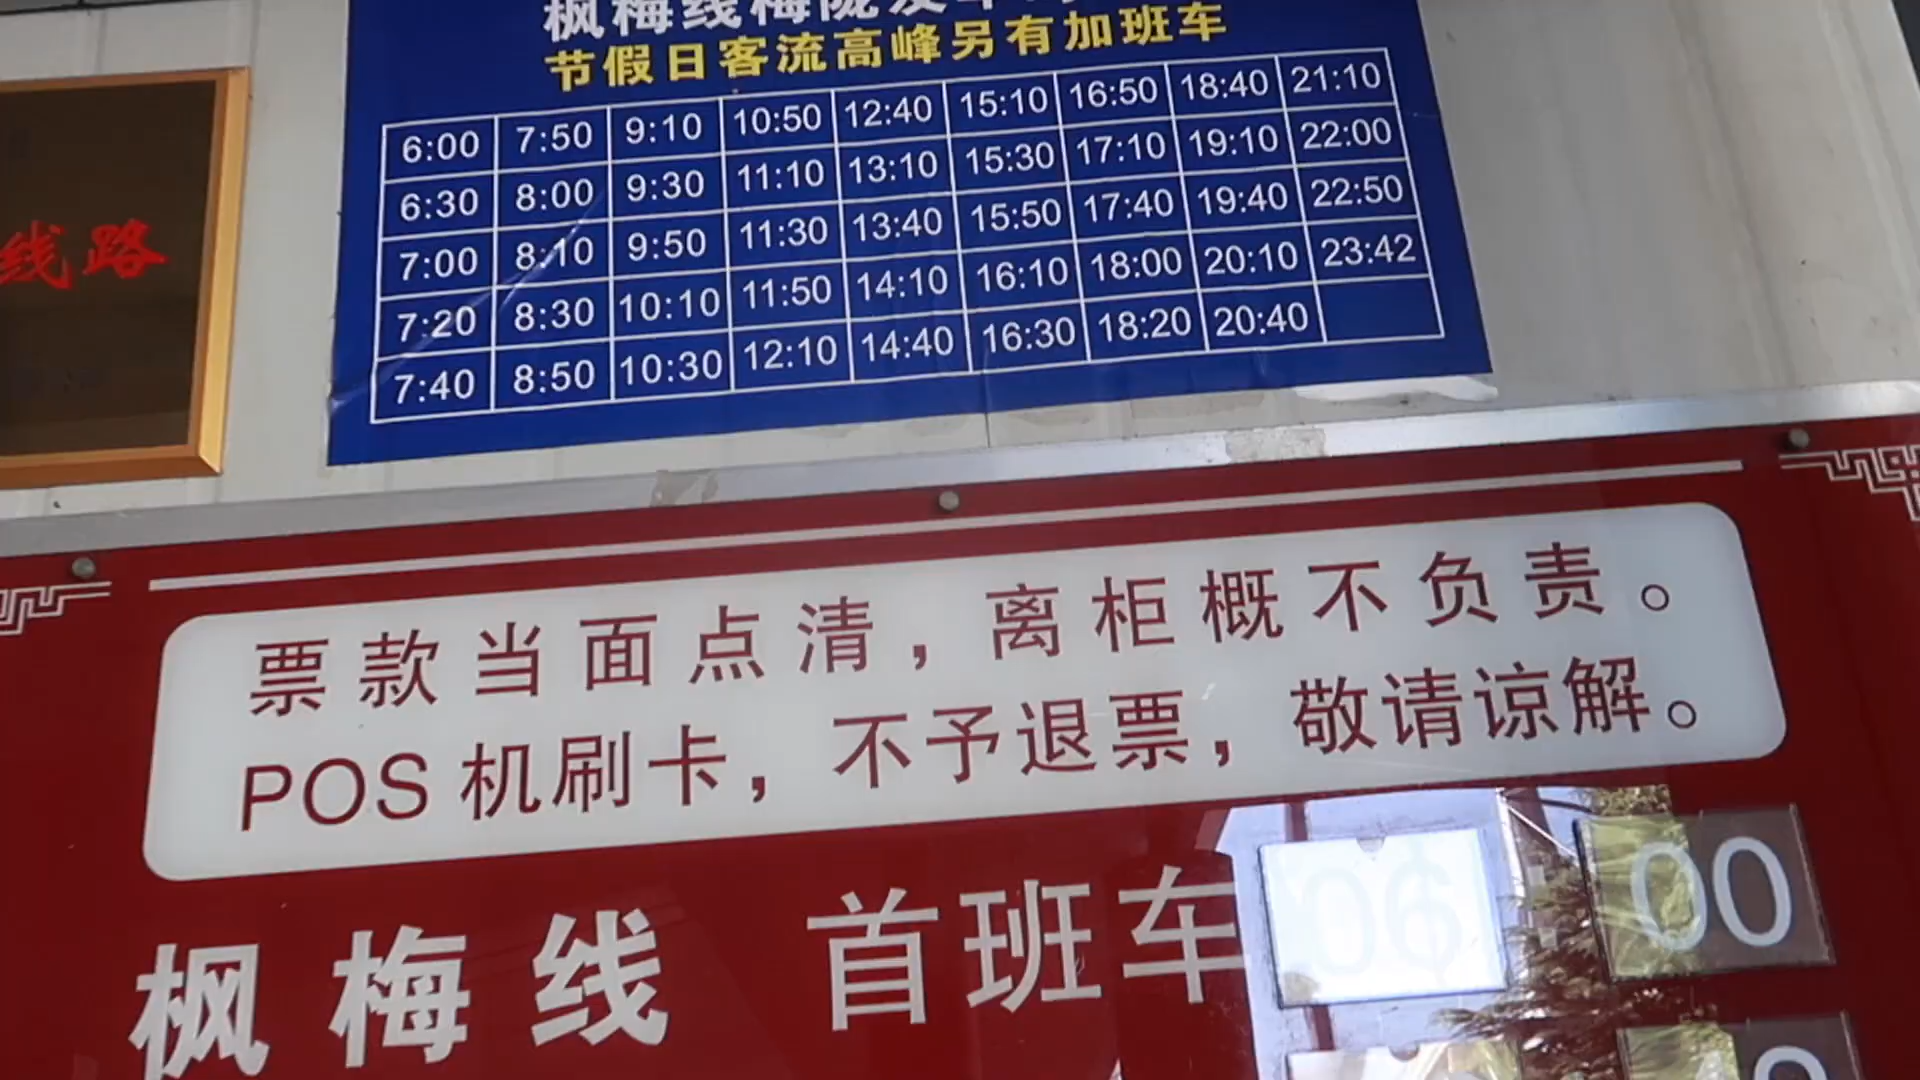 枫梅线梅陇发车
节假日客流高峰另有加班车
6:00 7:50 9:10 10:50 12:40 15:10 16:50 18:40 21:10
6:30 8:00 9:30 11:10 13:10 15:30 17:10 19:10 22:00
7:00 8:10 9:50 11:30 13:40 15:50 17:40 19:40 22:50
7:20 8:30 10:10 11:50 14:10 16:10 18:00 20:10 23:42
7:40 8:50 10:30 12:10 14:40 16:30 18:20 20:40
线路
票款当面点清，离柜概不负责。
POS机刷卡，不予退票，敬请谅解。
枫梅线 首班车 06:00